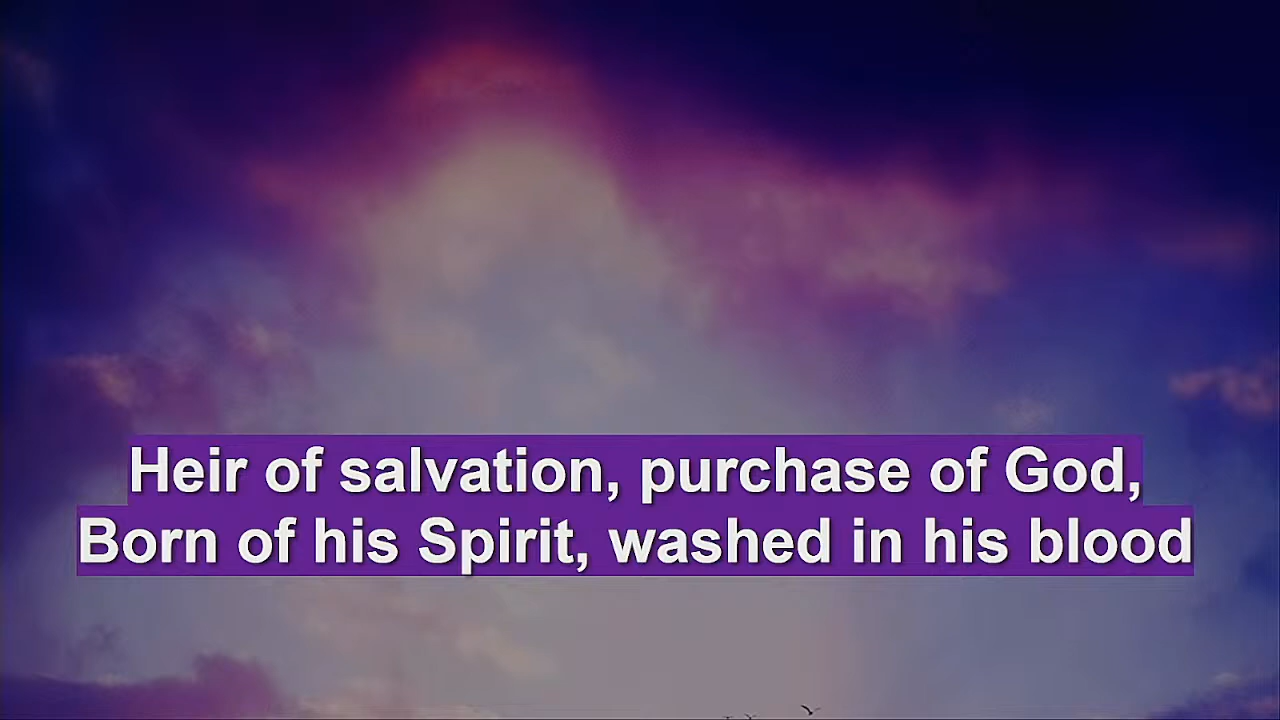 Heir of salvation, purchase of God,
Born of his Spirit, washed in his blood